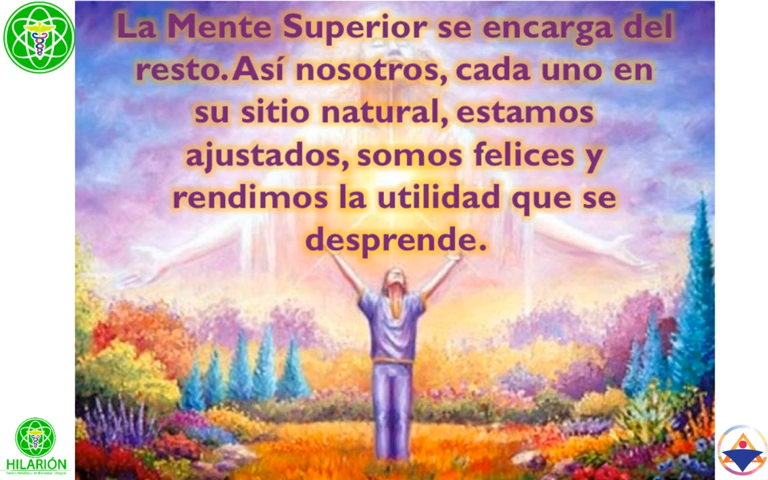 La Mente Superior se encarga del
resto. Así nosotros, cada uno en
su sitio natural, estamos
ajustados, somos felices y
rendimos la utilidad que se
desprende.
HILARIÓN